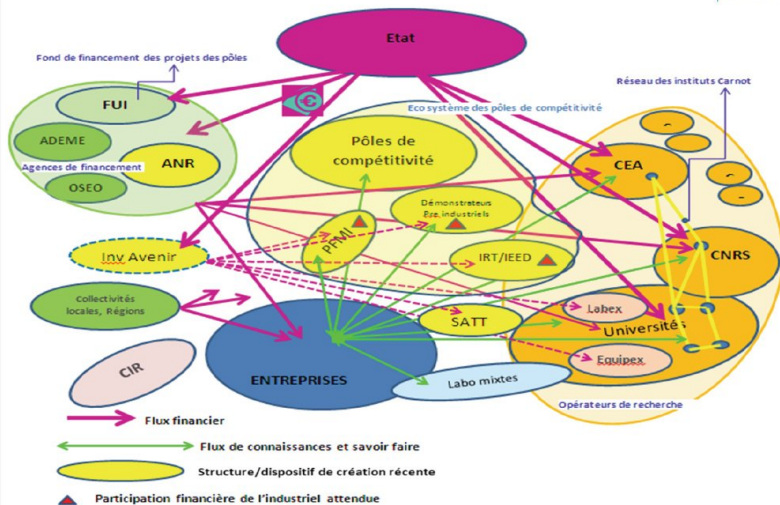 Etat
Fond de financement des projets des pôles
Réseau des instituts Carnot
FUI
Eco système des pôles de compétitivité
ADEME
ANR
Agences de financement
OSEO
Pôles de
compétitivité
CEA
Démonstrateurs
Pre industriels
PFMI
Inv Avenir
IRT/IEED
CNRS
Collectivités
locales, Régions
Labex
SATT
Universités
Equipex
CIR
ENTREPRISES
Labo mixtes
Opérateurs de recherche
Flux financier
Flux de connaissances et savoir faire
Structure/dispositif de création récente
Participation financière de l'industriel attendue